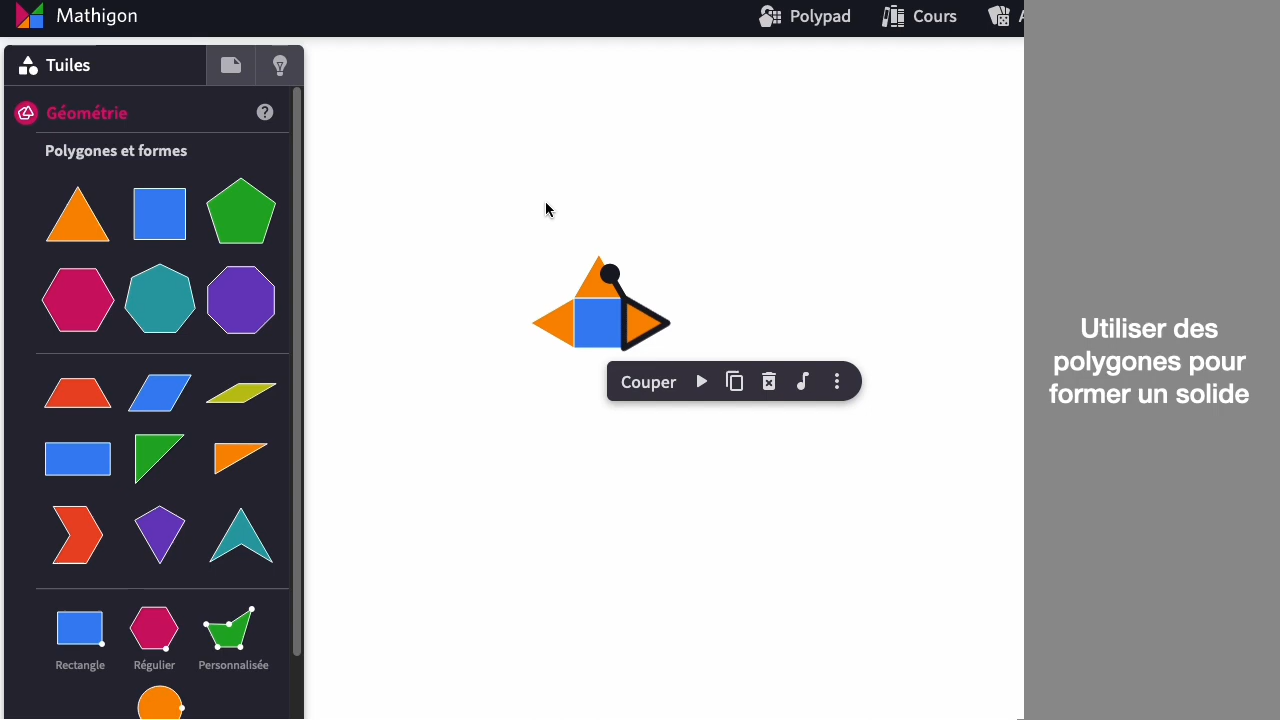 Mathigon
Polypad
Cours
Tuiles
Géométrie
Polygones et formes
Couper
Rectangle
Régulier
Personnalisée
Utiliser des
polygones pour
former un solide